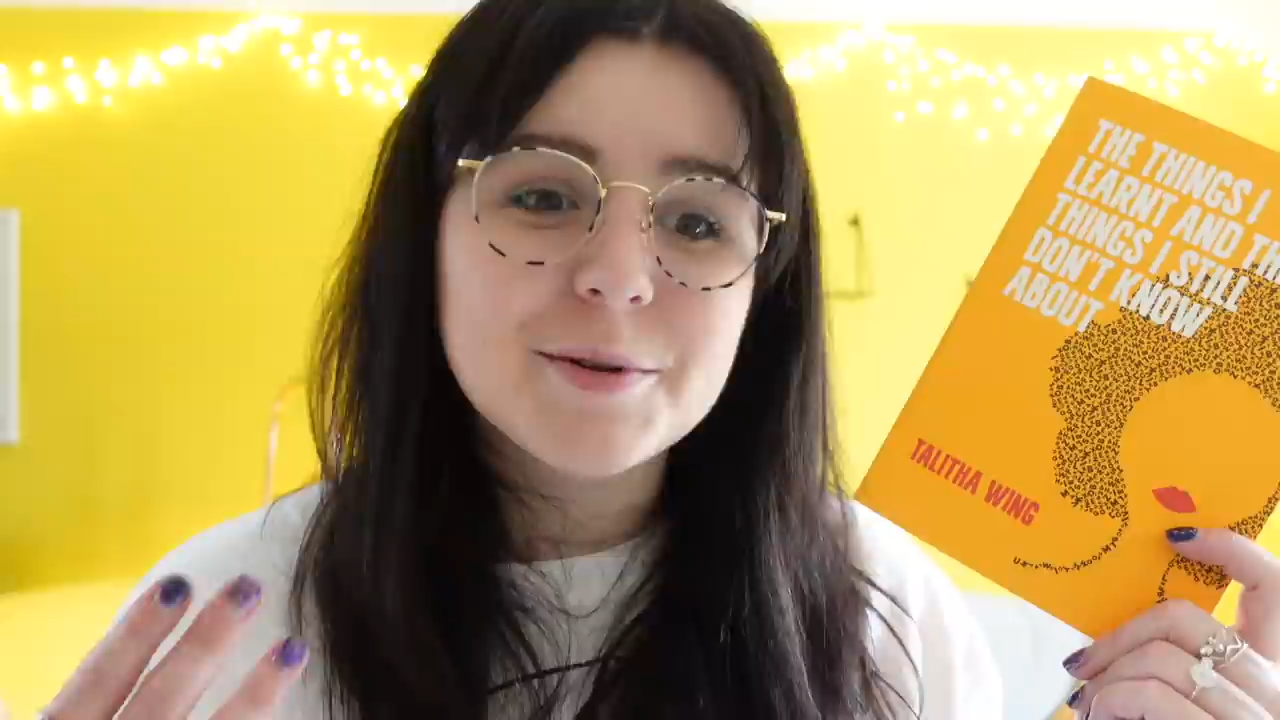 THE THINGS I
LEARNT AND TH
THINGS I STILL
DON'T KNOW
ABOUT
TALITHA WING